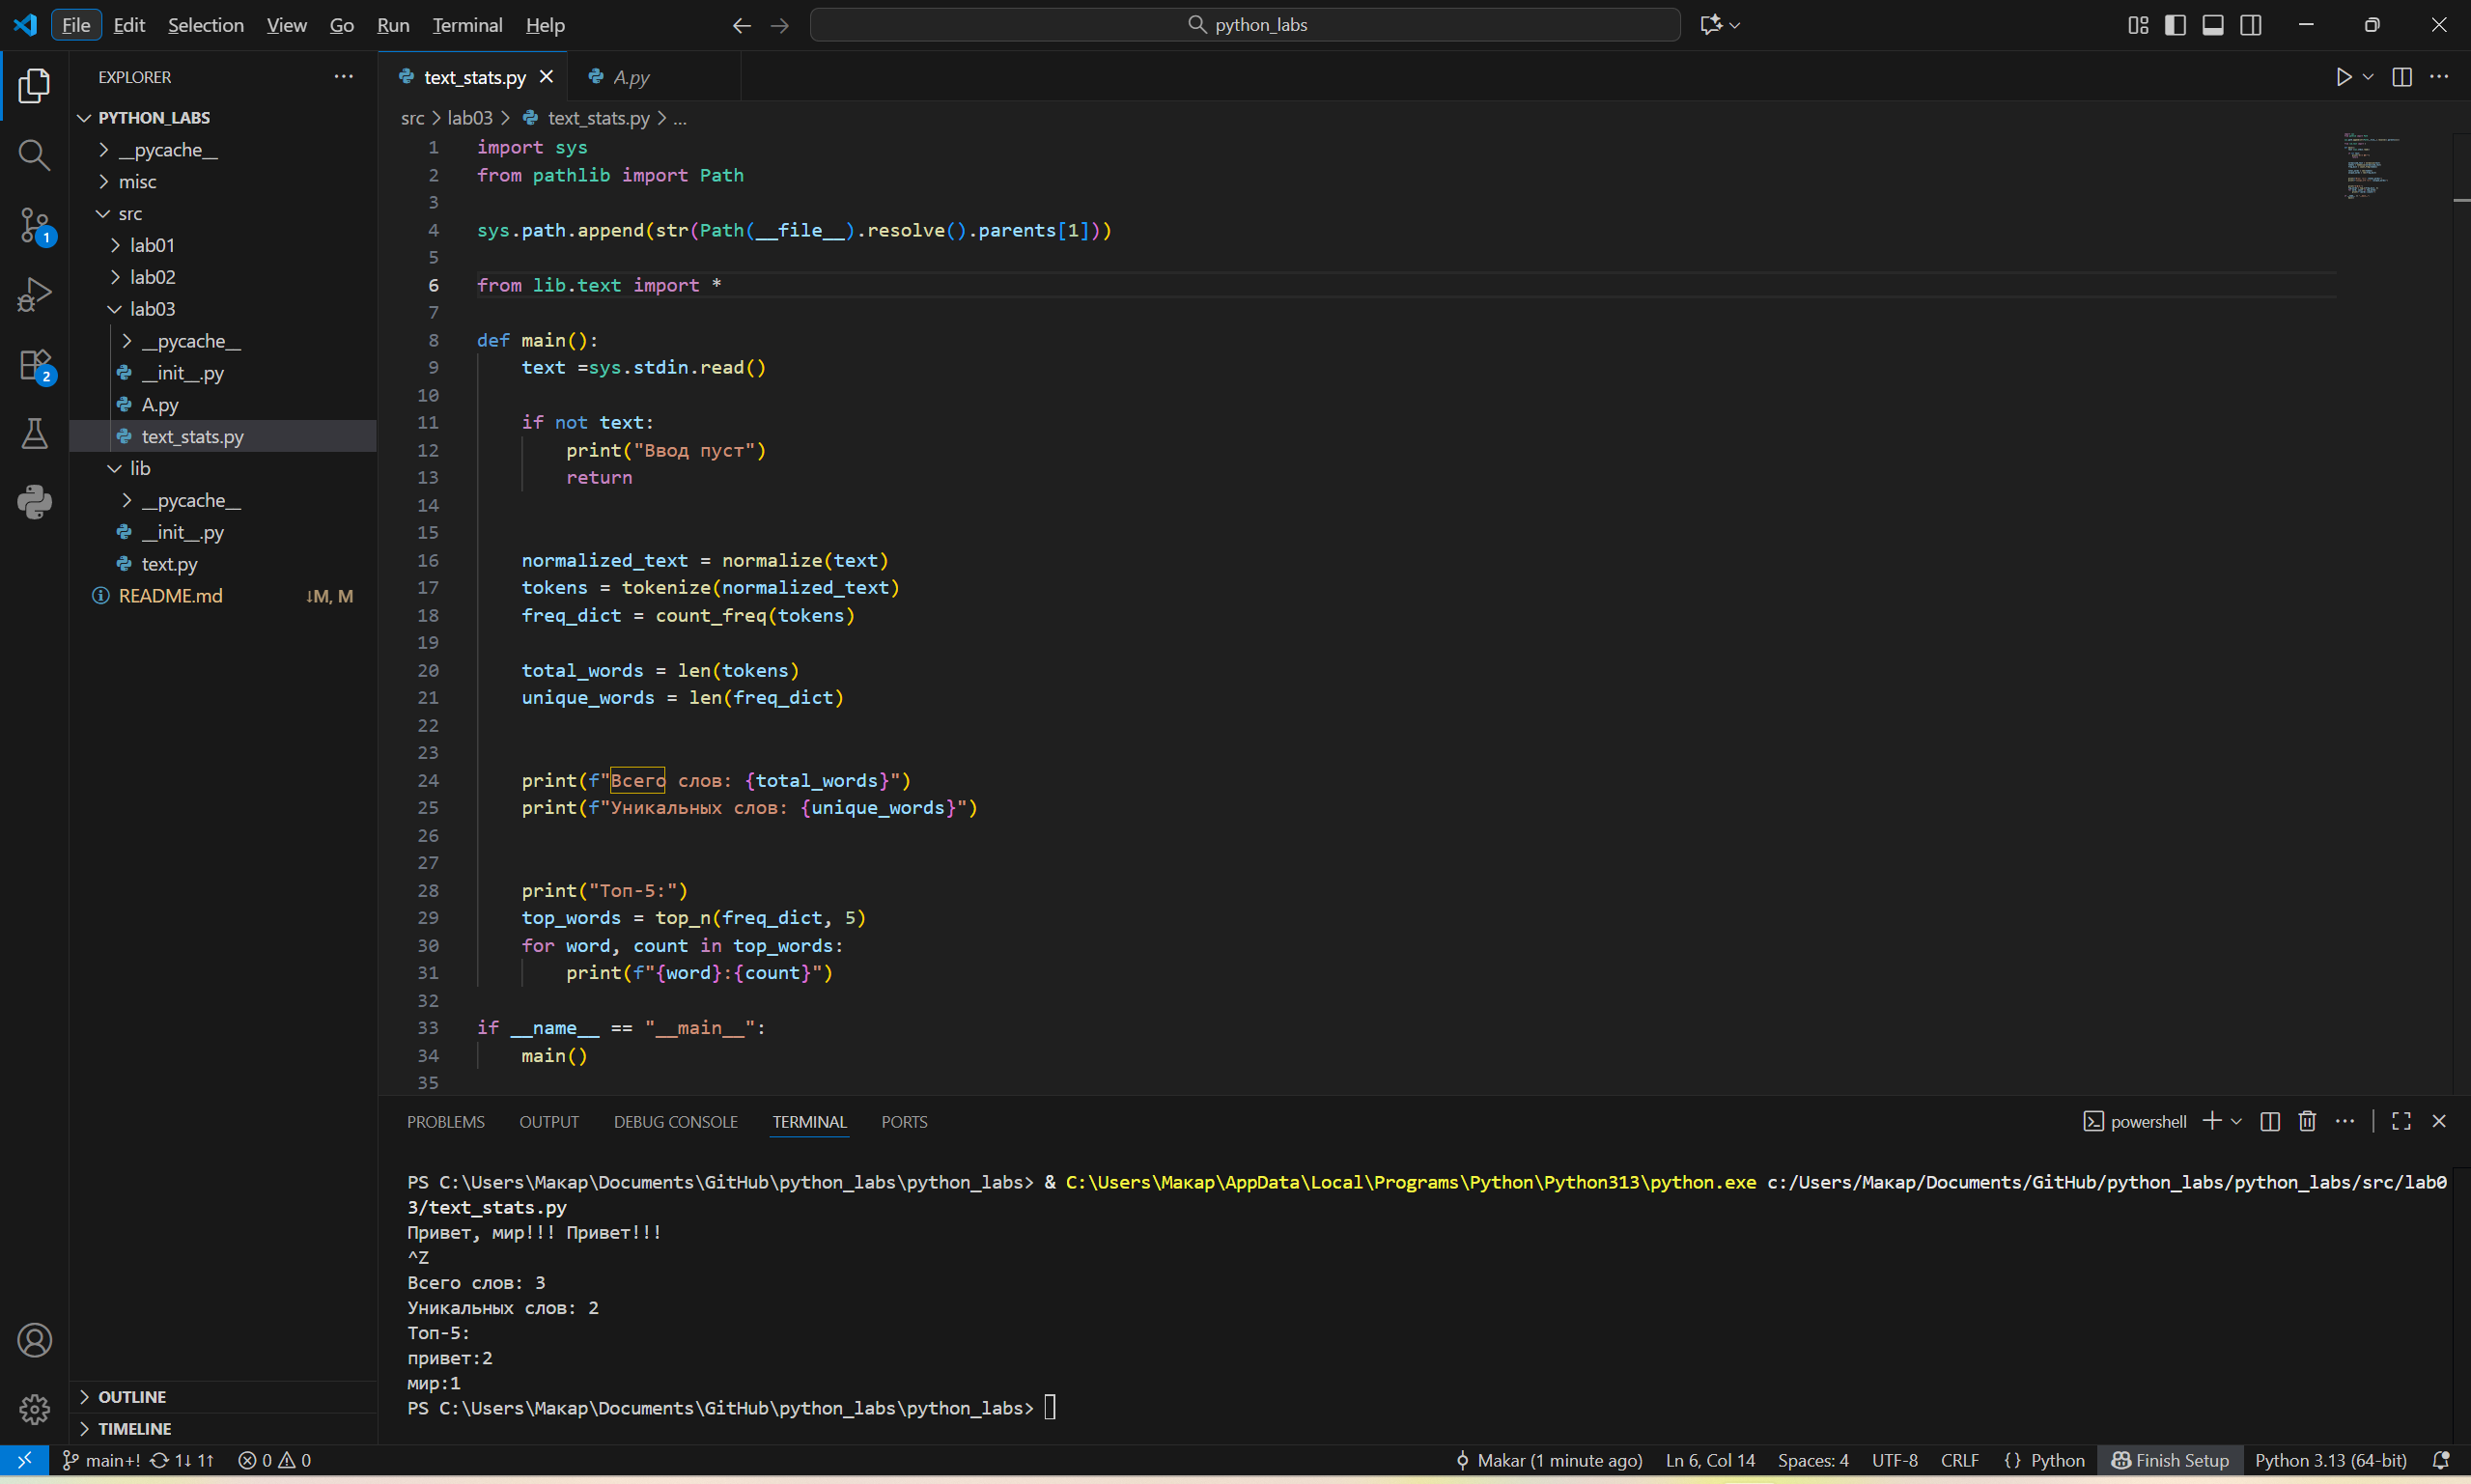 File Edit Selection View Go Run Terminal Help
python_labs
EXPLORER
PYTHON_LABS
__pycache__
misc
src
lab01
lab02
lab03
__pycache__
__init__.py
A.py
text_stats.py
lib
__pycache__
__init__.py
text.py
README.md ↓M, M
OUTLINE
TIMELINE
1
2
text_stats.py A.py
src > lab03 > text_stats.py > ...
1 import sys
2 from pathlib import Path
3
4 sys.path.append(str(Path(__file__).resolve().parents[1]))
5
6 from lib.text import *
7
8 def main():
9 text =sys.stdin.read()
10
11 if not text:
12 print("Ввод пуст")
13 return
14
15
16 normalized_text = normalize(text)
17 tokens = tokenize(normalized_text)
18 freq_dict = count_freq(tokens)
19
20 total_words = len(tokens)
21 unique_words = len(freq_dict)
22
23
24 print(f"Всего слов: {total_words}")
25 print(f"Уникальных слов: {unique_words}")
26
27
28 print("Топ-5:")
29 top_words = top_n(freq_dict, 5)
30 for word, count in top_words:
31 print(f"{word}:{count}")
32
33 if __name__ == "__main__":
34 main()
35
PROBLEMS OUTPUT DEBUG CONSOLE TERMINAL PORTS
powershell
PS C:\Users\Макар\Documents\GitHub\python_labs\python_labs> & C:\Users\Макар\AppData\Local\Programs\Python\Python313\python.exe c:/Users/Макар/Documents/GitHub/python_labs/python_labs/src/lab0
3/text_stats.py
Привет, мир!!! Привет!!!
^Z
Всего слов: 3
Уникальных слов: 2
Топ-5:
привет:2
мир:1
PS C:\Users\Макар\Documents\GitHub\python_labs\python_labs>
main+! 1↓ 1↑ 0 0 Makar (1 minute ago) Ln 6, Col 14 Spaces: 4 UTF-8 CRLF {} Python Finish Setup Python 3.13 (64-bit)